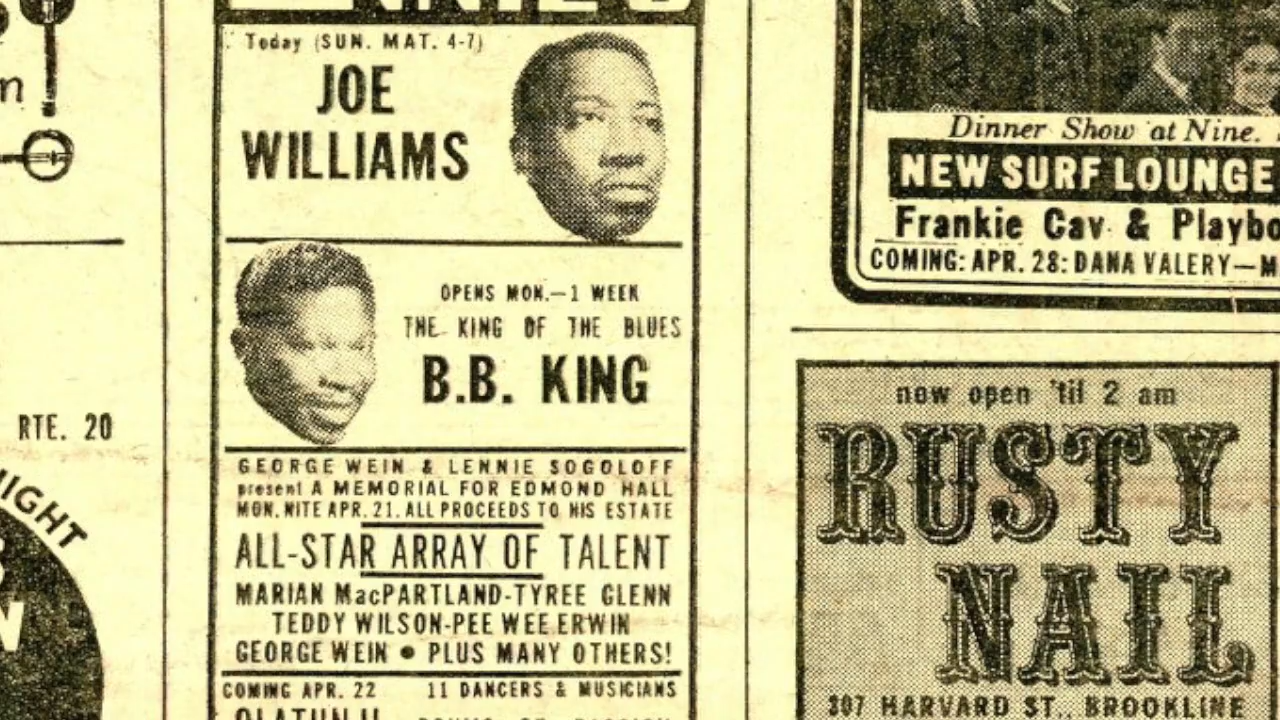 Today (SUN. MAT. 4-7)
JOE
WILLIAMS
OPENS MON.—1 WEEK
THE KING OF THE BLUES
B.B. KING
GEORGE WEIN & LENNIE SOGOLOFF
present A MEMORIAL FOR EDMOND HALL
MON. NITE APR. 21. ALL PROCEEDS TO HIS ESTATE
ALL-STAR ARRAY OF TALENT
MARIAN MacPARTLAND-TYREE GLENN
TEDDY WILSON-PEE WEE ERWIN
GEORGE WEIN • PLUS MANY OTHERS!
COMING APR. 22 11 DANCERS & MUSICIANS
RTE. 20
Dinner Show at Nine.
NEW SURF LOUNGE
Frankie Cav & Playbo
COMING: APR. 28: DANA VALERY—M
now open 'til 2 am
RUSTY
NAIL
307 HARVARD ST., BROOKLINE